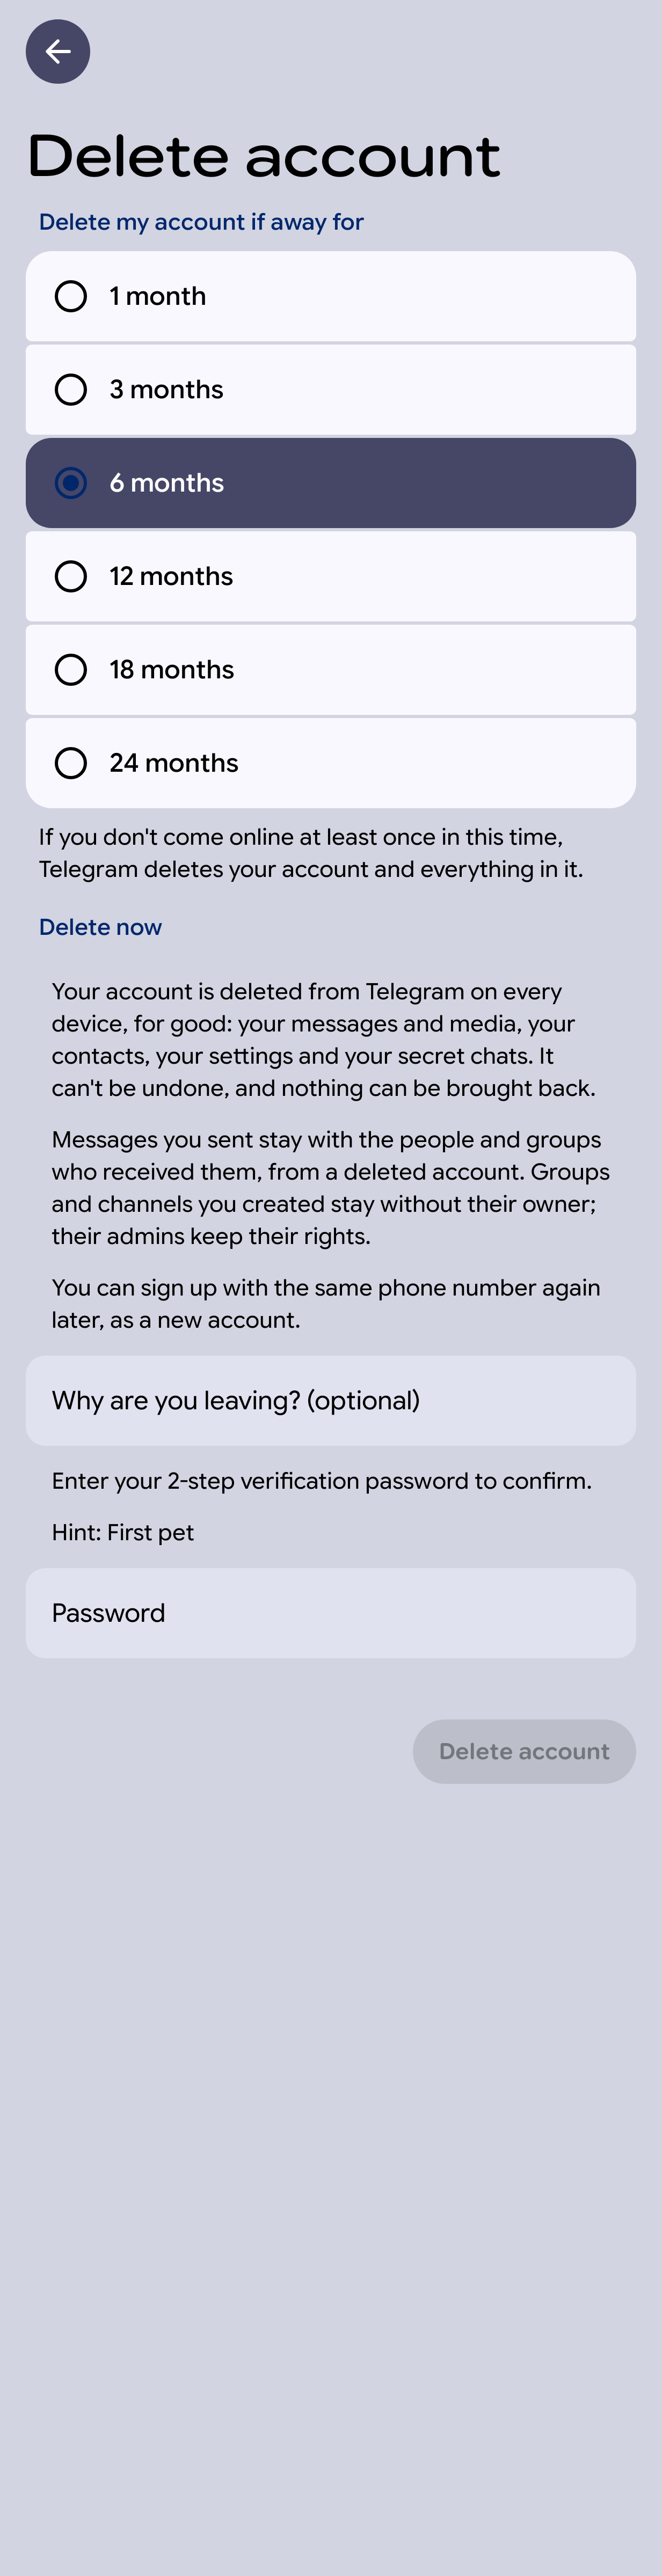 Delete account
Delete my account if away for
1 month
3 months
6 months
12 months
18 months
24 months
If you don't come online at least once in this time,
Telegram deletes your account and everything in it.
Delete now
Your account is deleted from Telegram on every
device, for good: your messages and media, your
contacts, your settings and your secret chats. It
can't be undone, and nothing can be brought back.
Messages you sent stay with the people and groups
who received them, from a deleted account. Groups
and channels you created stay without their owner;
their admins keep their rights.
You can sign up with the same phone number again
later, as a new account.
Why are you leaving? (optional)
Enter your 2-step verification password to confirm.
Hint: First pet
Password
Delete account